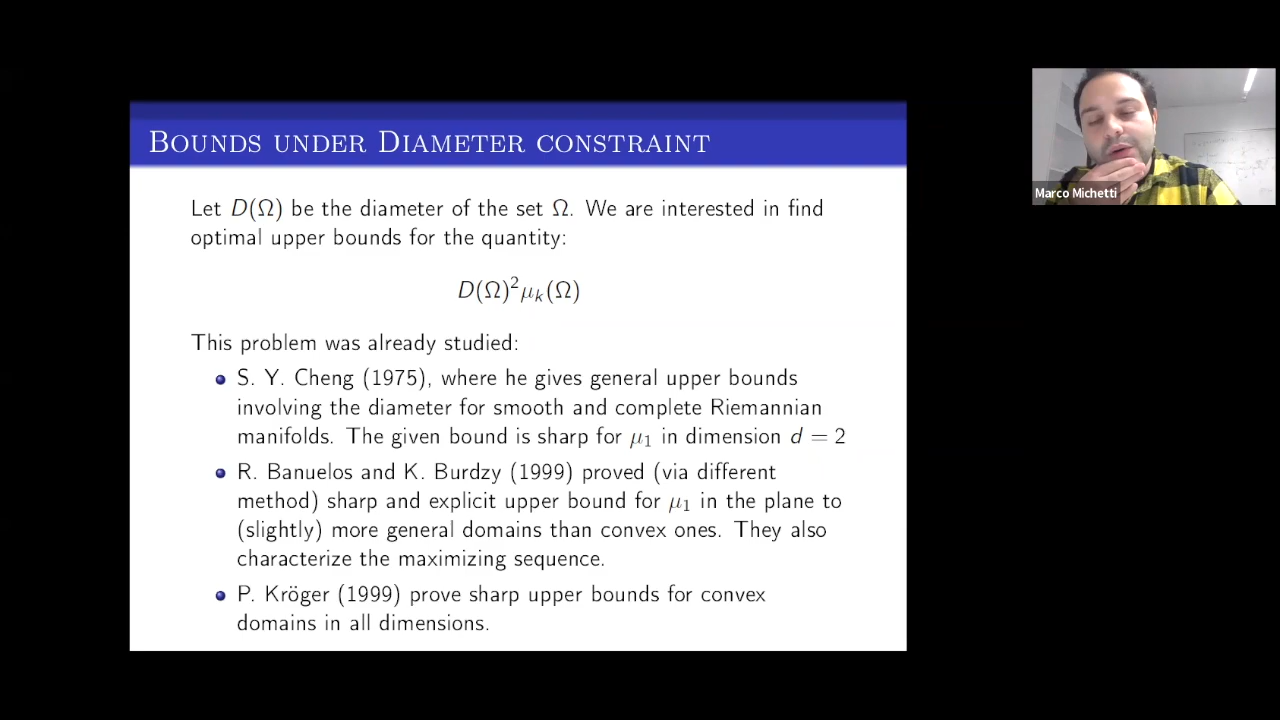 BOUNDS UNDER DIAMETER CONSTRAINT
Let D(Ω) be the diameter of the set Ω. We are interested in find
optimal upper bounds for the quantity:
D(Ω)²μₖ(Ω)
This problem was already studied:
S. Y. Cheng (1975), where he gives general upper bounds
involving the diameter for smooth and complete Riemannian
manifolds. The given bound is sharp for μ₁ in dimension d = 2
R. Banuelos and K. Burdzy (1999) proved (via different
method) sharp and explicit upper bound for μ₁ in the plane to
(slightly) more general domains than convex ones. They also
characterize the maximizing sequence.
P. Kröger (1999) prove sharp upper bounds for convex
domains in all dimensions.
Marco Michetti